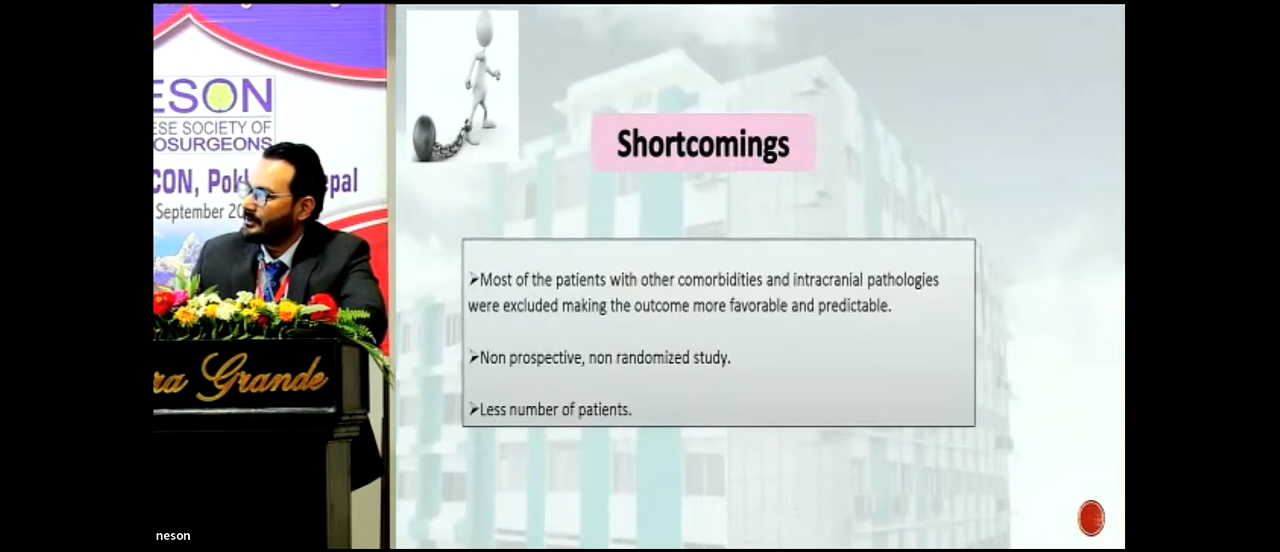 ESON
ESE SOCIETY OF
OSURGEONS
CON, Pok epal
September 20
ra Grande
neson
Shortcomings
➢Most of the patients with other comorbidities and intracranial pathologies
were excluded making the outcome more favorable and predictable.
➢Non prospective, non randomized study.
➢Less number of patients.